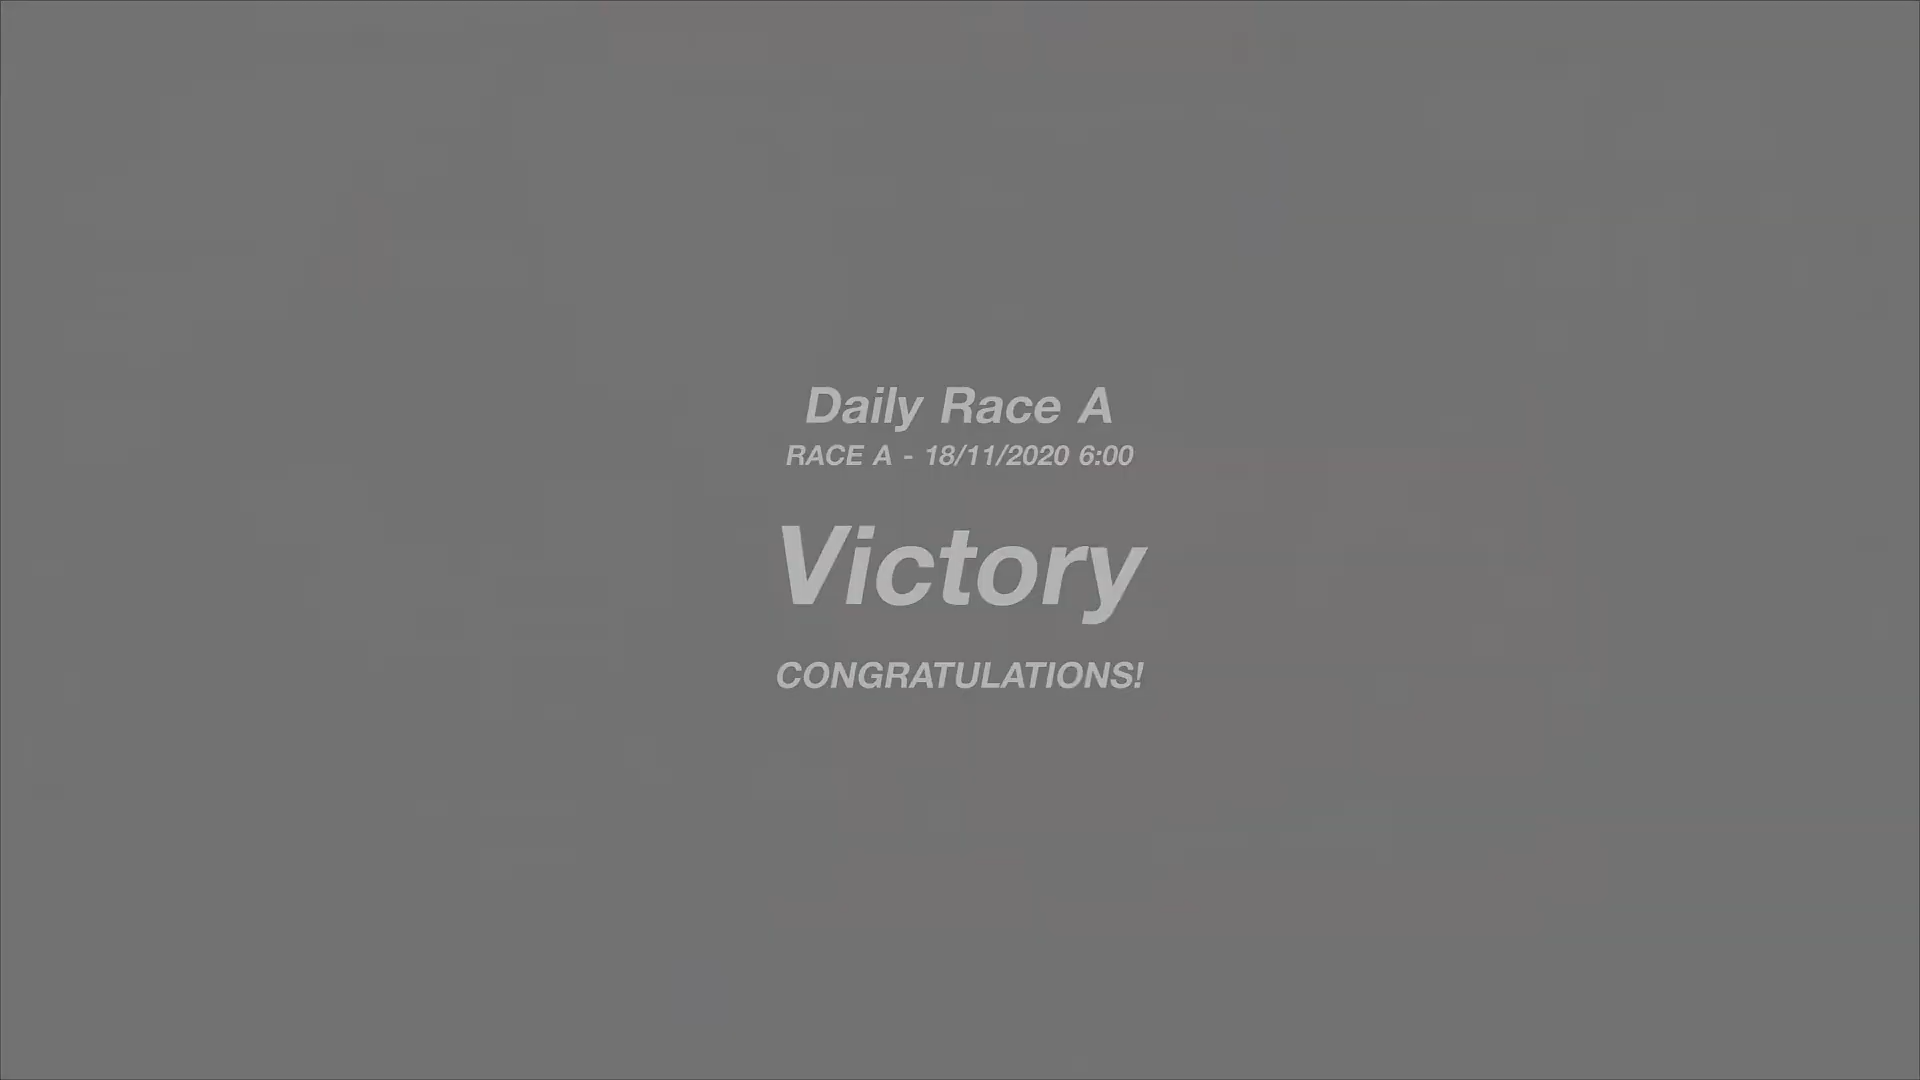 Daily Race A
RACE A - 18/11/2020 6:00
Victory
CONGRATULATIONS!